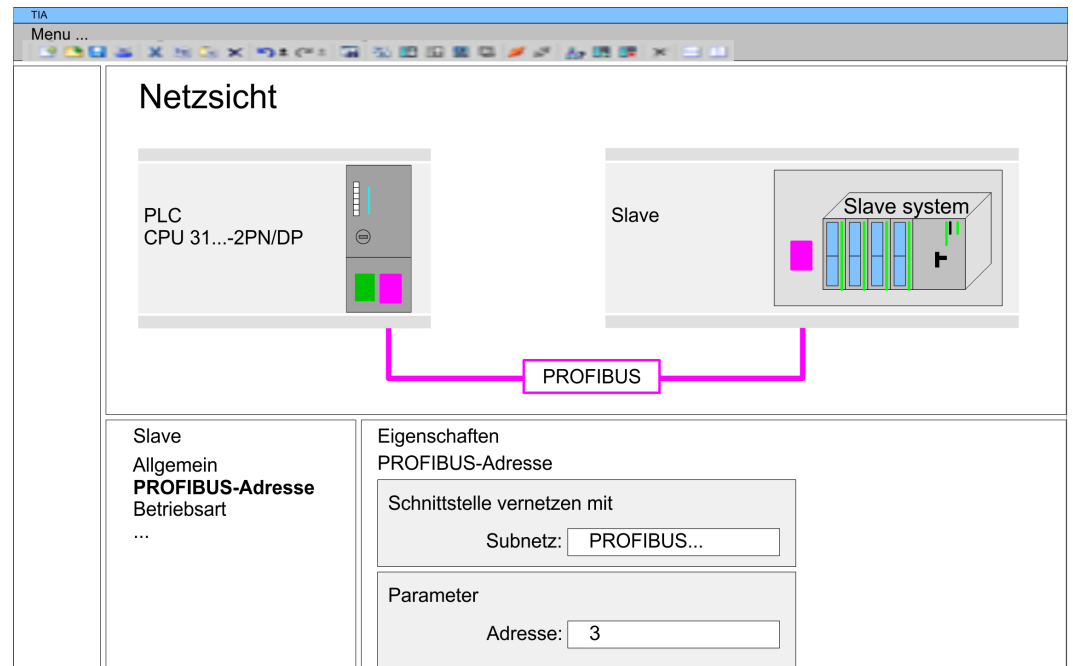 TIA
Menu ...
Netzsicht
PLC
CPU 31...-2PN/DP
Slave
Slave system
PROFIBUS
Slave
Allgemein
PROFIBUS-Adresse
Betriebsart
...
Eigenschaften
PROFIBUS-Adresse
Schnittstelle vernetzen mit
Subnetz: PROFIBUS...
Parameter
Adresse: 3